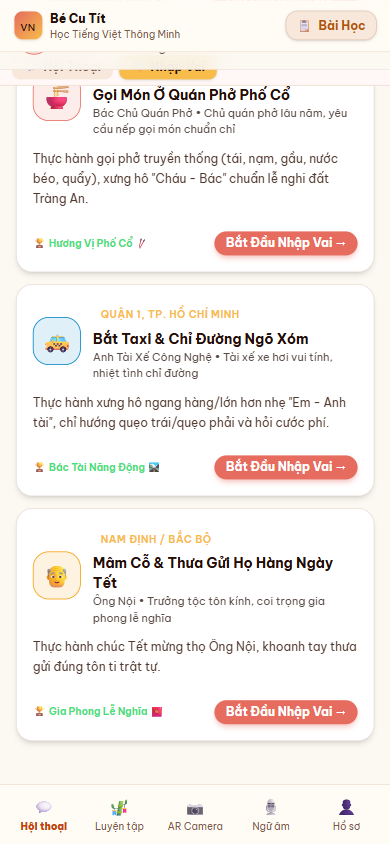 VN
Bé Cu Tít
Học Tiếng Việt Thông Minh
Bài Học
Gọi Món Ở Quán Phở Phố Cổ
Bác Chủ Quán Phở • Chủ quán phở lâu năm, yêu
cầu nếp gọi món chuẩn chỉ
Thực hành gọi phở truyền thống (tái, nạm, gầu, nước
béo, quẩy), xưng hô "Cháu - Bác" chuẩn lễ nghi đất
Tràng An.
Hương Vị Phố Cổ
Bắt Đầu Nhập Vai →
QUẬN 1, TP. HỒ CHÍ MINH
Bắt Taxi & Chỉ Đường Ngõ Xóm
Anh Tài Xế Công Nghệ • Tài xế xe hơi vui tính,
nhiệt tình chỉ đường
Thực hành xưng hô ngang hàng/lớn hơn nhẹ "Em - Anh
tài", chỉ hướng quẹo trái/quẹo phải và hỏi cước phí.
Bác Tài Năng Động
Bắt Đầu Nhập Vai →
NAM ĐỊNH / BẮC BỘ
Mâm Cỗ & Thưa Gửi Họ Hàng Ngày
Tết
Ông Nội • Trưởng tộc tôn kính, coi trọng gia
phong lễ nghĩa
Thực hành chúc Tết mừng thọ Ông Nội, khoanh tay thưa
gửi đúng tôn ti trật tự.
Gia Phong Lễ Nghĩa
Bắt Đầu Nhập Vai →
Hội thoại
Luyện tập
AR Camera
Ngữ âm
Hồ sơ